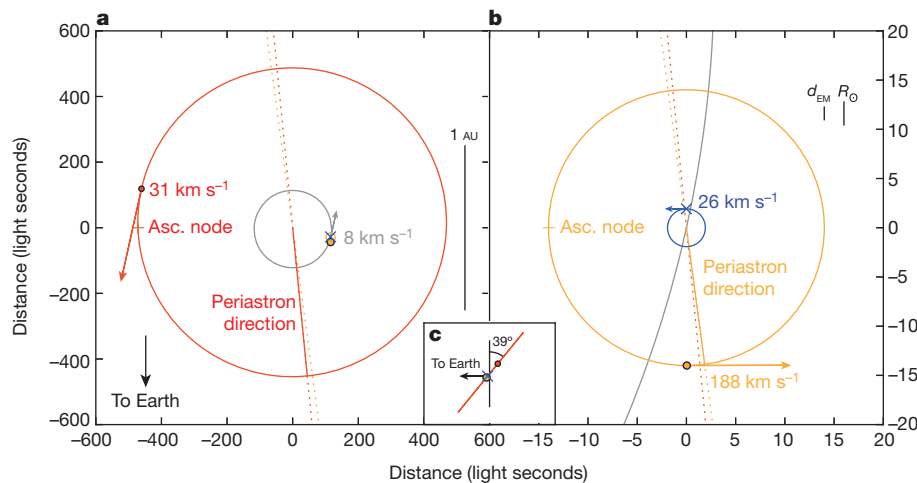 a
b
600
400
200
0
–200
–400
–600
Distance (light seconds)
31 km s⁻¹
Asc. node
8 km s⁻¹
Periastron
direction
1 AU
To Earth
–600
–400
–200
0
200
400
600
c
39º
To Earth
dEM
R⊙
26 km s⁻¹
Asc. node
Periastron
direction
188 km s⁻¹
20
15
10
5
0
–5
–10
–15
–20
–15
–10
–5
0
5
10
15
20
Distance (light seconds)